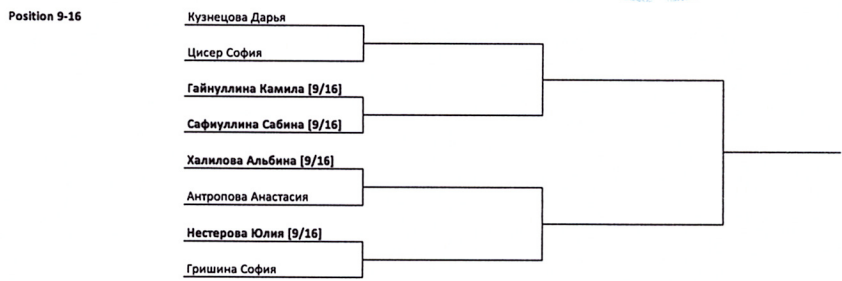 Position 9-16
Кузнецова Дарья
Цисер София
Гайнуллина Камила [9/16]
Сафиуллина Сабина [9/16]
Халилова Альбина [9/16]
Антропова Анастасия
Нестерова Юлия [9/16]
Гришина София